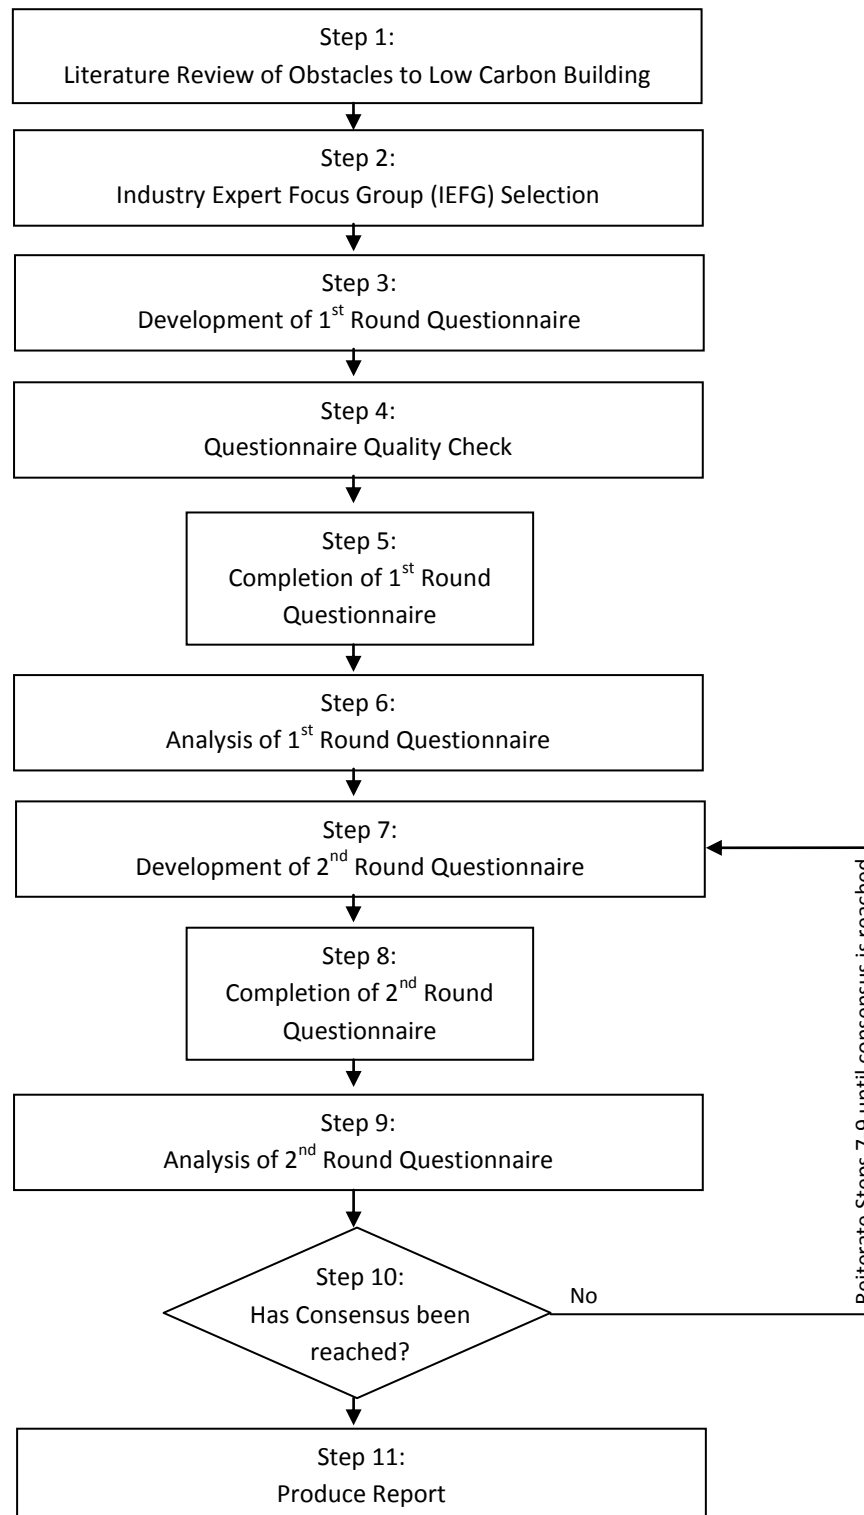 Step 1:
Literature Review of Obstacles to Low Carbon Building
Step 2:
Industry Expert Focus Group (IEFG) Selection
Step 3:
Development of 1st Round Questionnaire
Step 4:
Questionnaire Quality Check
Step 5:
Completion of 1st Round
Questionnaire
Step 6:
Analysis of 1st Round Questionnaire
Step 7:
Development of 2nd Round Questionnaire
Step 8:
Completion of 2nd Round
Questionnaire
Step 9:
Analysis of 2nd Round Questionnaire
Step 10:
Has Consensus been
reached?
No
Reiterate Steps 7-9 until consensus is reached
Step 11:
Produce Report